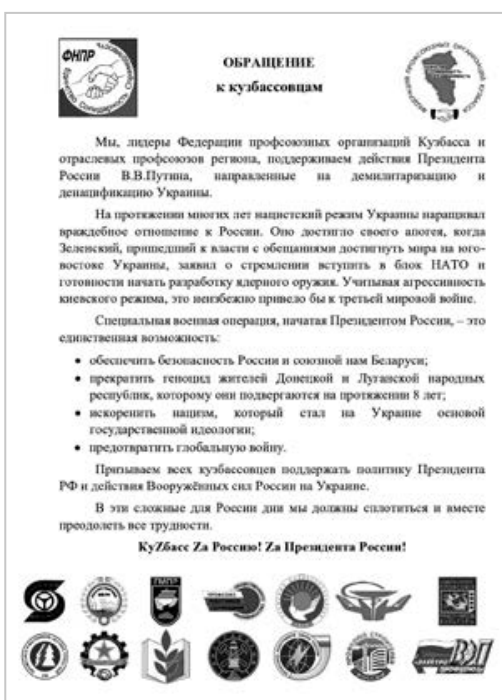 ФНПР
ОБРАЩЕНИЕ
к кузбассовцам
Мы, лидеры Федерации профсоюзных организаций Кузбасса и
отраслевых профсоюзов региона, поддерживаем действия Президента
России В.В.Путина, направленные на демилитаризацию и
денацификацию Украины.
На протяжении многих лет нацистский режим Украины наращивал
враждебное отношение к России. Оно достигло своего апогея, когда
Зеленский, пришедший к власти с обещаниями достигнуть мира на юго-
востоке Украины, заявил о стремлении вступить в блок НАТО и
готовности начать разработку ядерного оружия. Учитывая агрессивность
киевского режима, это неизбежно привело бы к третьей мировой войне.
Специальная военная операция, начатая Президентом России, – это
единственная возможность:
• обеспечить безопасность России и союзной нам Беларуси;
• прекратить геноцид жителей Донецкой и Луганской народных
республик, которому они подвергаются на протяжении 8 лет;
• искоренить нацизм, который стал на Украине основой
государственной идеологии;
• предотвратить глобальную войну.
Призываем всех кузбассовцев поддержать политику Президента
РФ и действия Вооружённых сил России на Украине.
В эти сложные для России дни мы должны сплотиться и вместе
преодолеть все трудности.
КуZбасс Zа Россию! Zа Президента России!
ГМПР
ВЭП